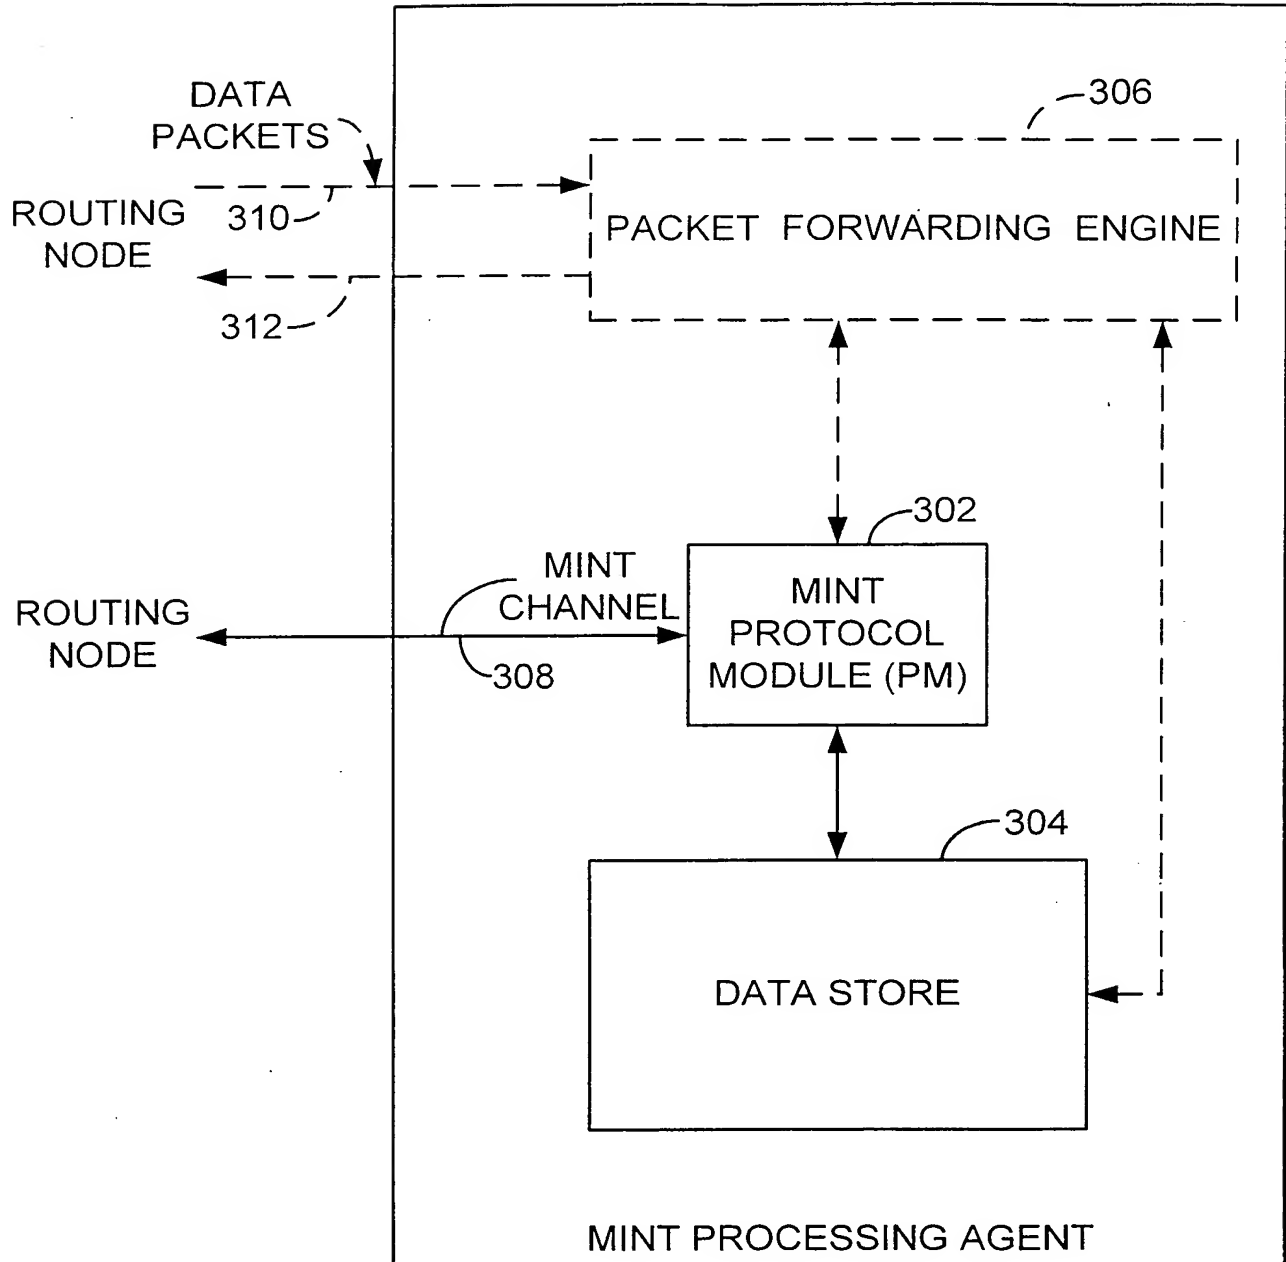 DATA
PACKETS
306
310
ROUTING
NODE
PACKET FORWARDING ENGINE
312
302
MINT
CHANNEL
MINT
PROTOCOL
MODULE (PM)
ROUTING
NODE
308
304
DATA STORE
MINT PROCESSING AGENT